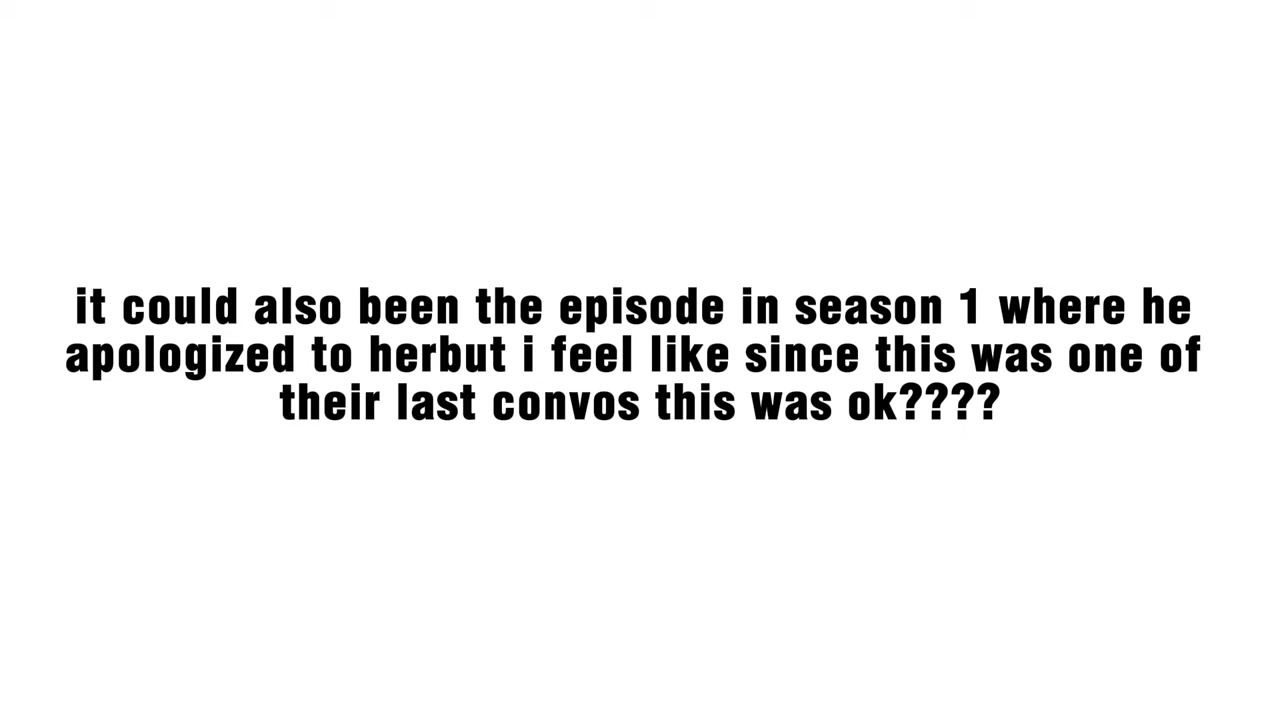 it could also been the episode in season 1 where he
apologized to herbut i feel like since this was one of
their last convos this was ok????